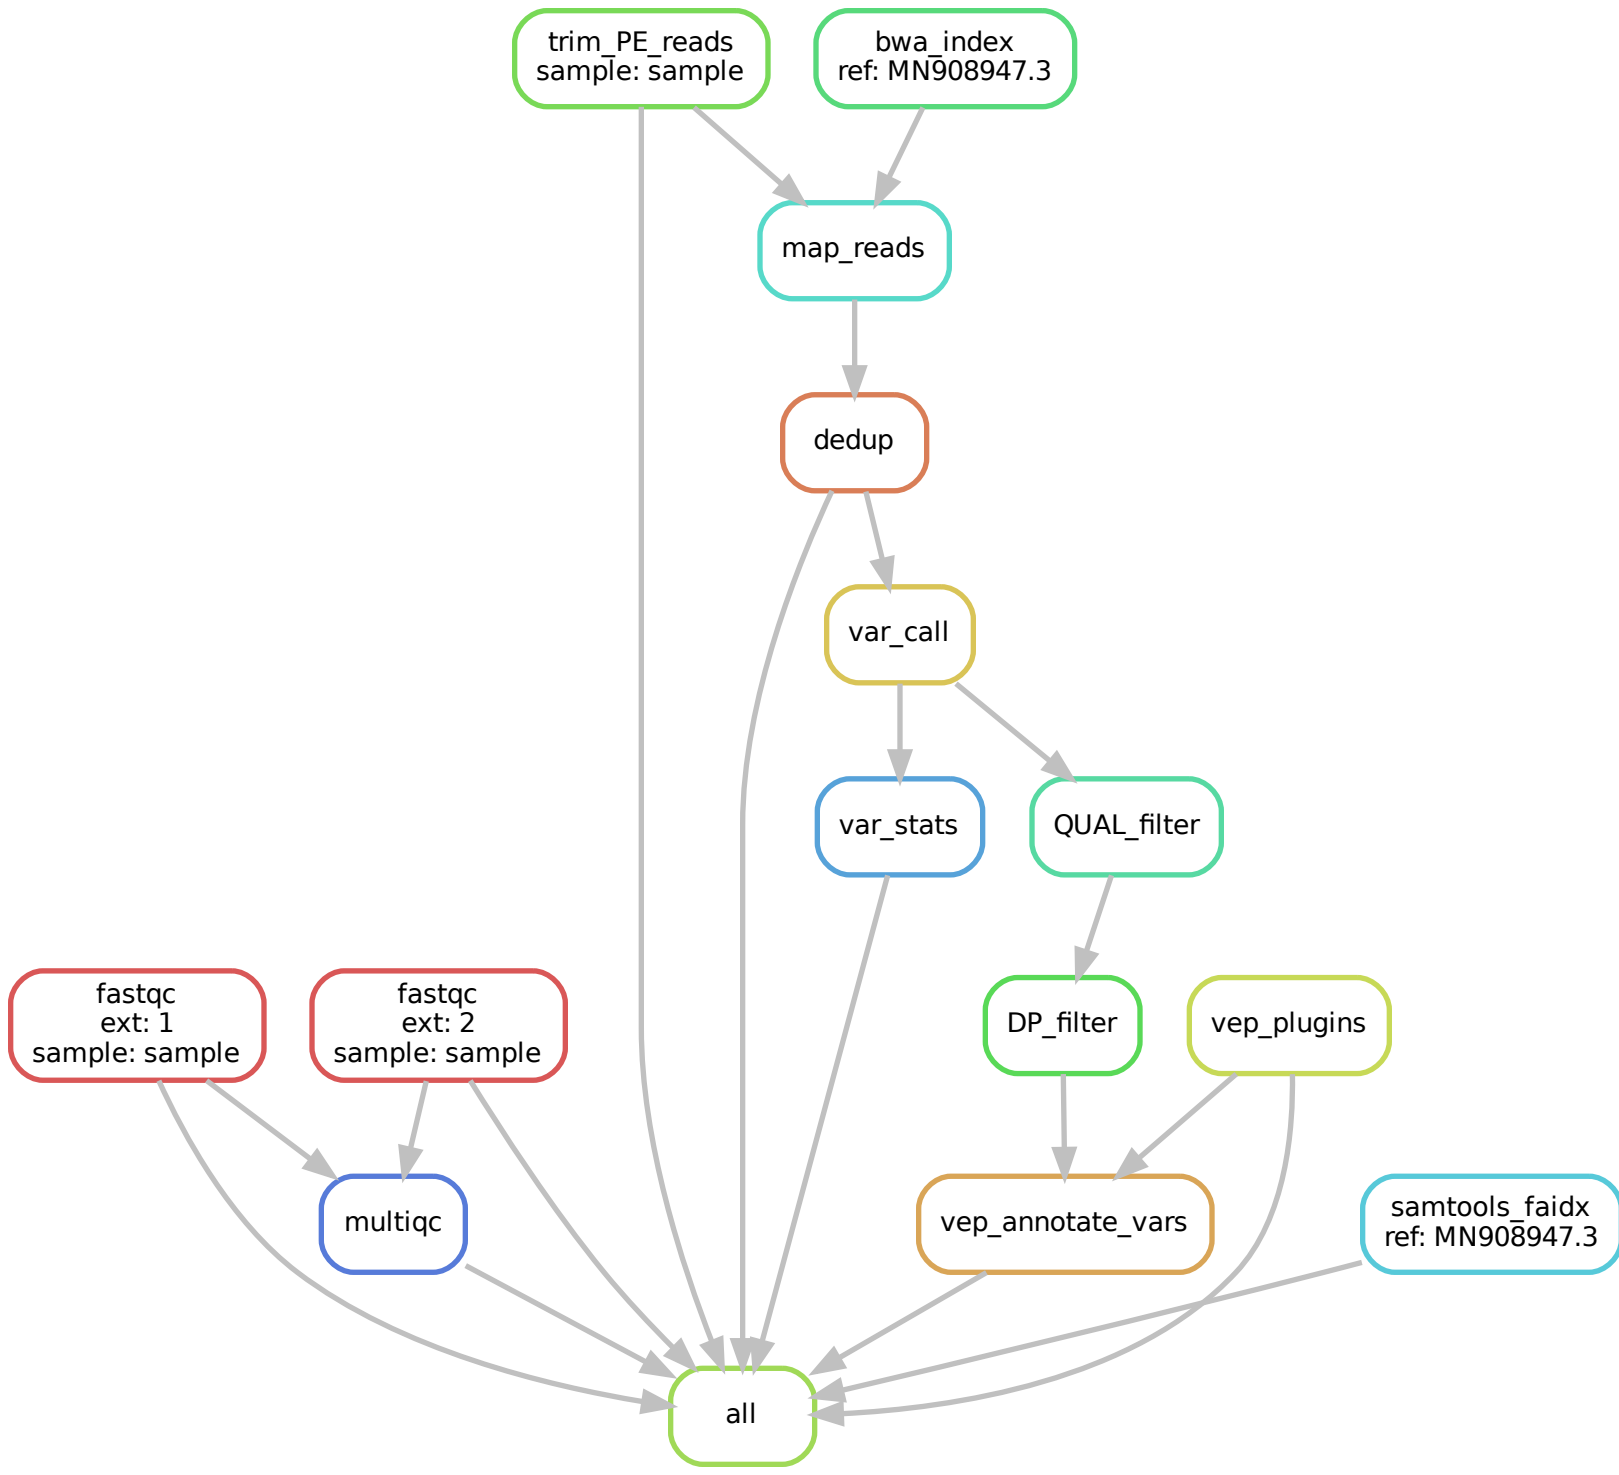 trim_PE_reads
sample: sample
bwa_index
ref: MN908947.3
map_reads
dedup
var_call
var_stats
QUAL_filter
fastqc
ext: 1
sample: sample
fastqc
ext: 2
sample: sample
DP_filter
vep_plugins
multiqc
vep_annotate_vars
samtools_faidx
ref: MN908947.3
all